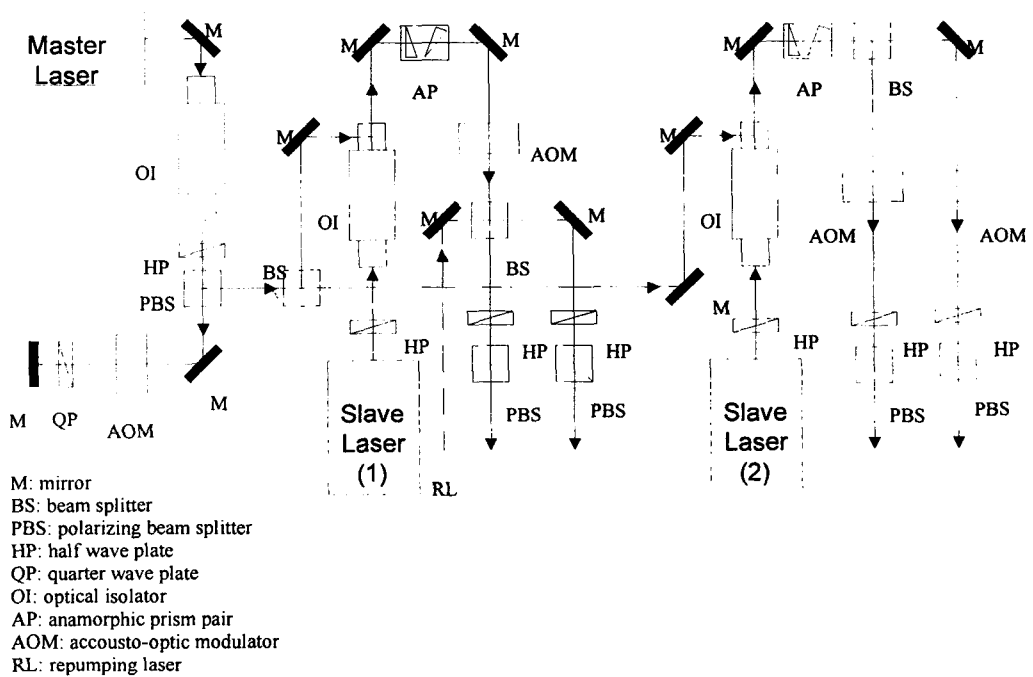 Master
Laser
M
OI
HP
PBS
M QP AOM M
BS
M
M
AP
M
OI
AOM
M
M
BS
HP
HP
HP
PBS
PBS
Slave
Laser
(1)
RL
M
M
AP
BS
M
OI
AOM
AOM
M
HP
HP
HP
PBS
PBS
Slave
Laser
(2)
M: mirror
BS: beam splitter
PBS: polarizing beam splitter
HP: half wave plate
QP: quarter wave plate
OI: optical isolator
AP: anamorphic prism pair
AOM: accousto-optic modulator
RL: repumping laser